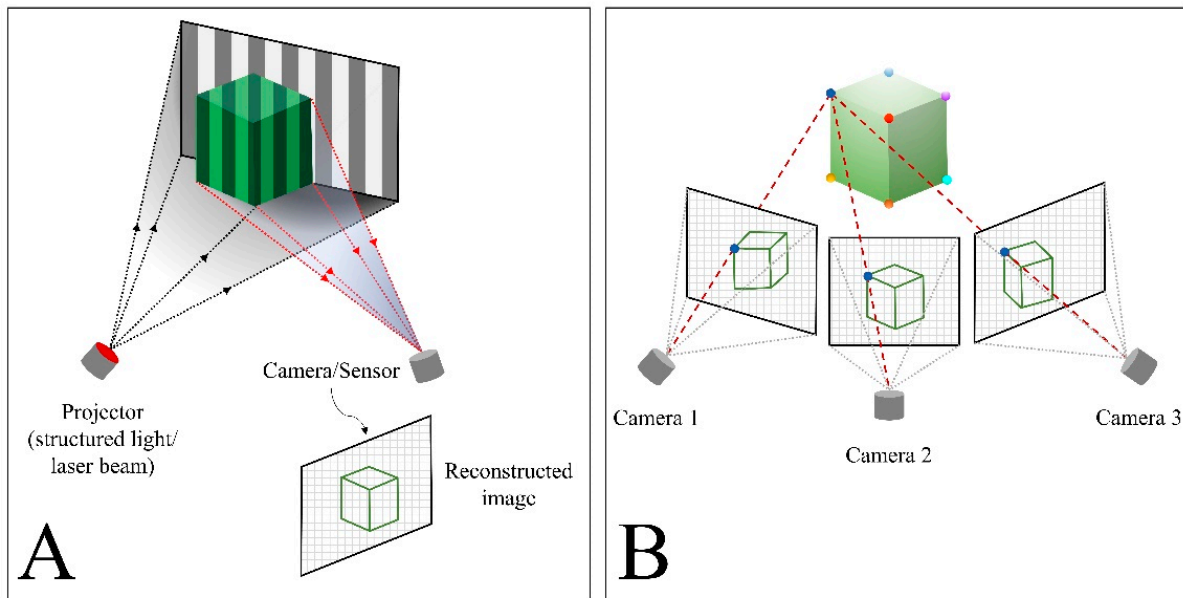 Camera/Sensor
Projector
(structured light/
laser beam)
Reconstructed
image
A
Camera 1
Camera 2
Camera 3
B